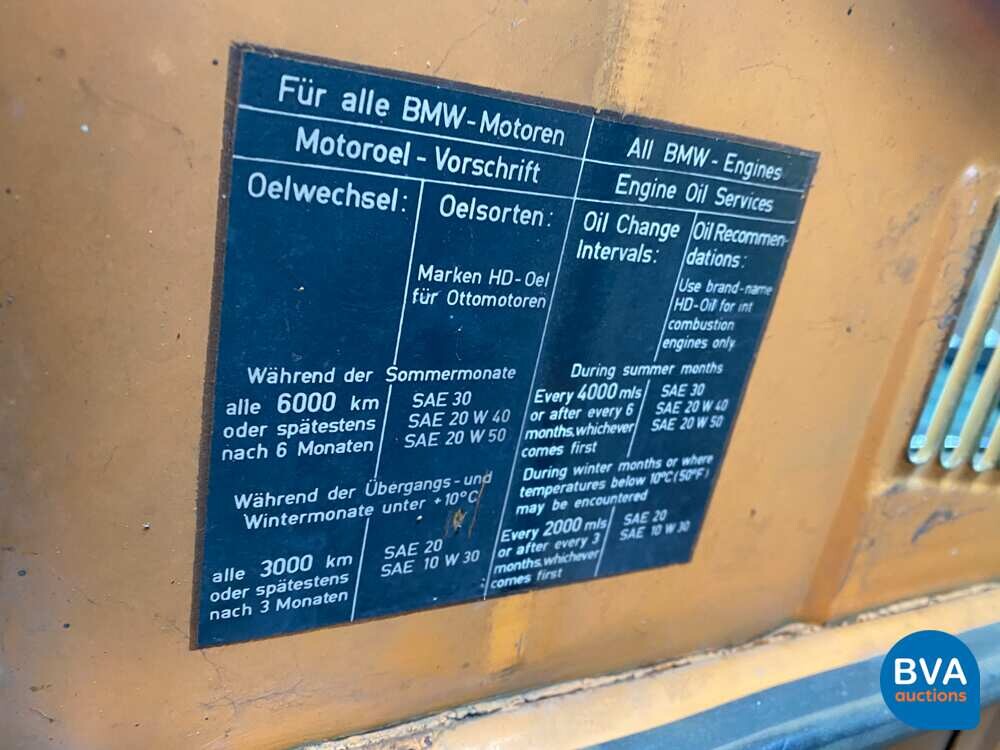 Für alle BMW-Motoren
Motoroel - Vorschrift
Oelwechsel:
Oelsorten:
Marken HD-Oel
für Ottomotoren
Während der Sommermonate
alle 6000 km
oder spätestens
nach 6 Monaten
SAE 30
SAE 20 W 40
SAE 20 W 50
Während der Übergangs-und
Wintermonate unter +10°C
alle 3000 km
oder spätestens
nach 3 Monaten
SAE 20
SAE 10 W 30
All BMW-Engines
Engine Oil Services
Oil Change
Intervals:
Oil Recommen-
dations:
Use brand-name
HD-Oil for int
combustion
engines only
During summer months
Every 4000 mls
or after every 6
months, whichever
comes first
SAE 30
SAE 20 W 40
SAE 20 W 50
During winter months or where
temperatures below 10°C (50°F)
may be encountered
Every 2000 mls
or after every 3
months, whichever
comes first
SAE 20
SAE 10 W 30
BVA
auctions